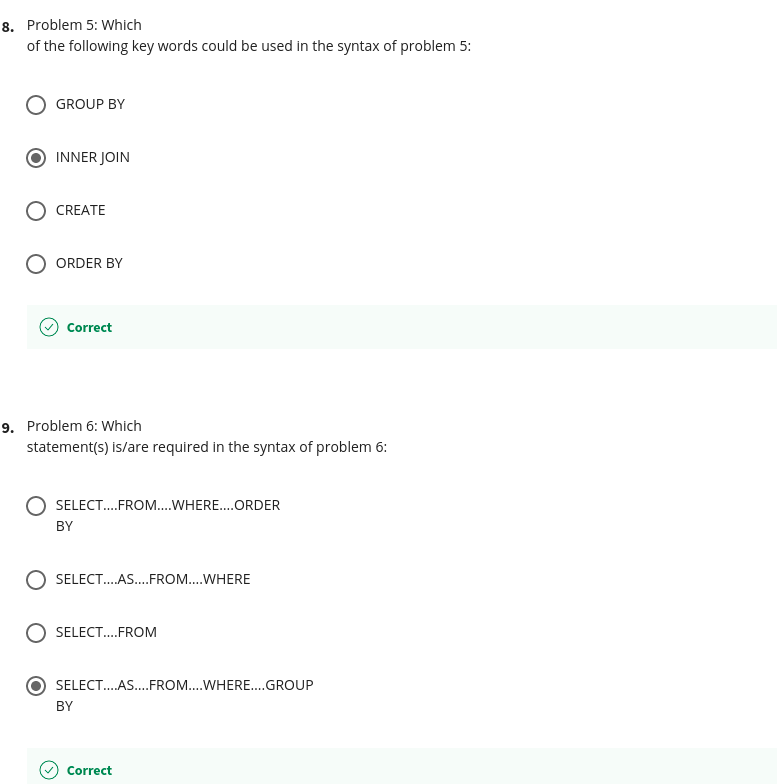 8. Problem 5: Which
of the following key words could be used in the syntax of problem 5:
GROUP BY
INNER JOIN
CREATE
ORDER BY
Correct
9. Problem 6: Which
statement(s) is/are required in the syntax of problem 6:
SELECT....FROM....WHERE....ORDER
BY
SELECT....AS....FROM....WHERE
SELECT....FROM
SELECT....AS....FROM....WHERE....GROUP
BY
Correct